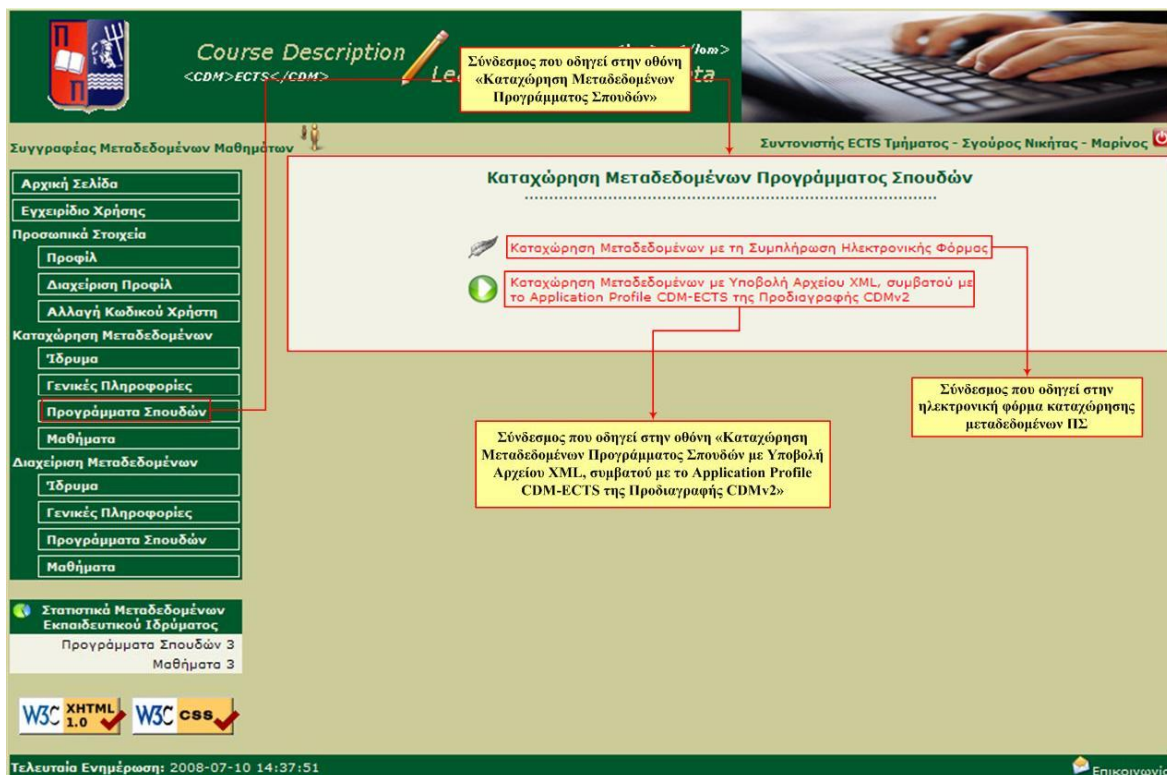 Course Description
<CDM>ECTS</CDM>
/lom>
Σύνδεσμος που οδηγεί στην οθόνη
«Καταχώρηση Μεταδεδομένων
Προγράμματος Σπουδών»
Συγγραφέας Μεταδεδομένων Μαθημάτων
Συντονιστής ECTS Τμήματος - Σγούρος Νικήτας - Μαρίνος
Αρχική Σελίδα
Εγχειρίδιο Χρήσης
Προσωπικά Στοιχεία
Προφίλ
Διαχείριση Προφίλ
Αλλαγή Κωδικού Χρήστη
Καταχώρηση Μεταδεδομένων
Ίδρυμα
Γενικές Πληροφορίες
Προγράμματα Σπουδών
Μαθήματα
Διαχείριση Μεταδεδομένων
Ίδρυμα
Γενικές Πληροφορίες
Προγράμματα Σπουδών
Μαθήματα
Στατιστικά Μεταδεδομένων
Εκπαιδευτικού Ιδρύματος
Προγράμματα Σπουδών 3
Μαθήματα 3
W3C XHTML 1.0
W3C css
Καταχώρηση Μεταδεδομένων Προγράμματος Σπουδών
Καταχώρηση Μεταδεδομένων με τη Συμπλήρωση Ηλεκτρονικής Φόρμας
Καταχώρηση Μεταδεδομένων με Υποβολή Αρχείου XML, συμβατού με
το Application Profile CDM-ECTS της Προδιαγραφής CDMv2
Σύνδεσμος που οδηγεί στην
ηλεκτρονική φόρμα καταχώρησης
μεταδεδομένων ΠΣ
Σύνδεσμος που οδηγεί στην οθόνη «Καταχώρηση
Μεταδεδομένων Προγράμματος Σπουδών με Υποβολή
Αρχείου XML, συμβατού με το Application Profile
CDM-ECTS της Προδιαγραφής CDMv2»
Τελευταία Ενημέρωση: 2008-07-10 14:37:51
Επικοινωνία